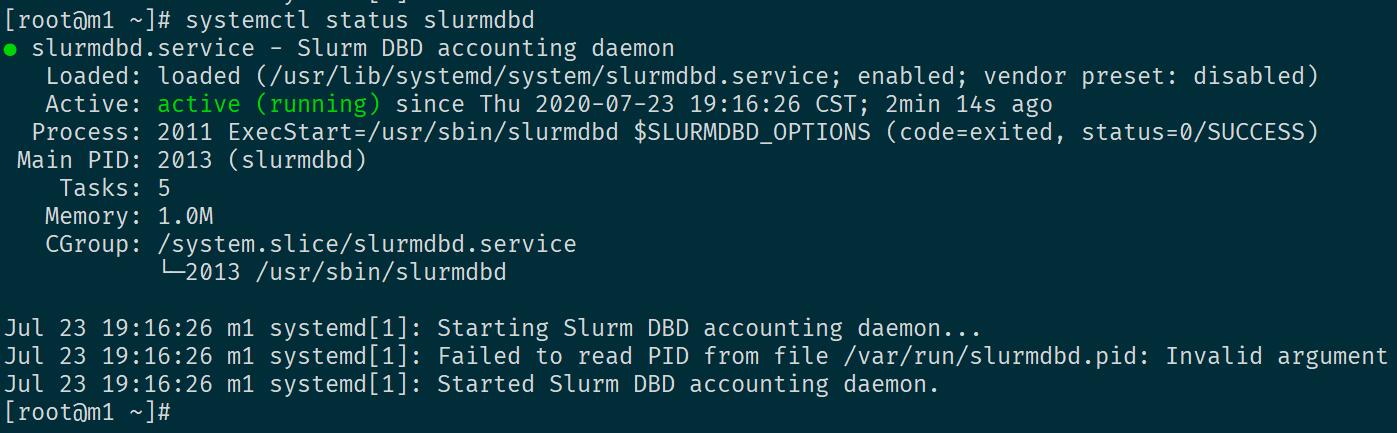 [root@m1 ~]# systemctl status slurmdbd
● slurmdbd.service - Slurm DBD accounting daemon
   Loaded: loaded (/usr/lib/systemd/system/slurmdbd.service; enabled; vendor preset: disabled)
   Active: active (running) since Thu 2020-07-23 19:16:26 CST; 2min 14s ago
  Process: 2011 ExecStart=/usr/sbin/slurmdbd $SLURMDBD_OPTIONS (code=exited, status=0/SUCCESS)
 Main PID: 2013 (slurmdbd)
    Tasks: 5
   Memory: 1.0M
   CGroup: /system.slice/slurmdbd.service
           └─2013 /usr/sbin/slurmdbd

Jul 23 19:16:26 m1 systemd[1]: Starting Slurm DBD accounting daemon...
Jul 23 19:16:26 m1 systemd[1]: Failed to read PID from file /var/run/slurmdbd.pid: Invalid argument
Jul 23 19:16:26 m1 systemd[1]: Started Slurm DBD accounting daemon.
[root@m1 ~]#